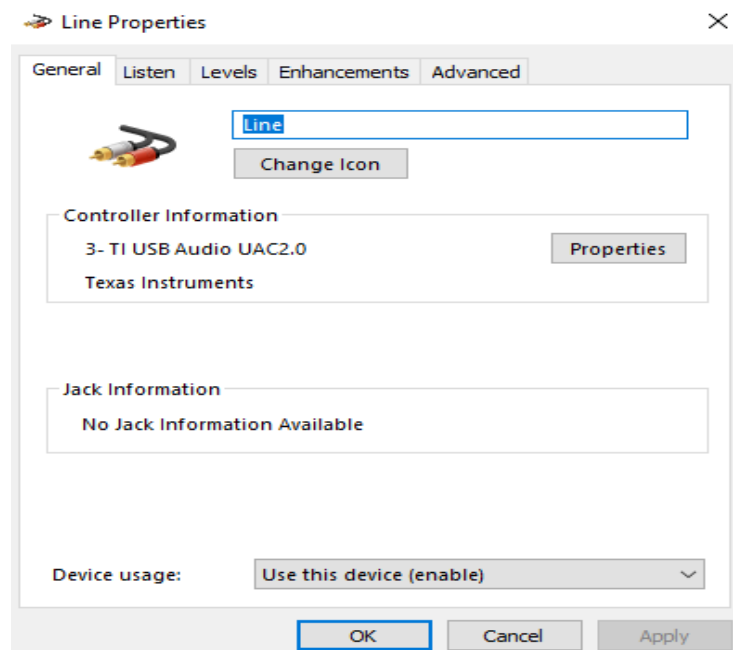 Line Properties
General Listen Levels Enhancements Advanced
Line
Change Icon
Controller Information
3- TI USB Audio UAC2.0
Properties
Texas Instruments
Jack Information
No Jack Information Available
Device usage: Use this device (enable)
OK Cancel Apply